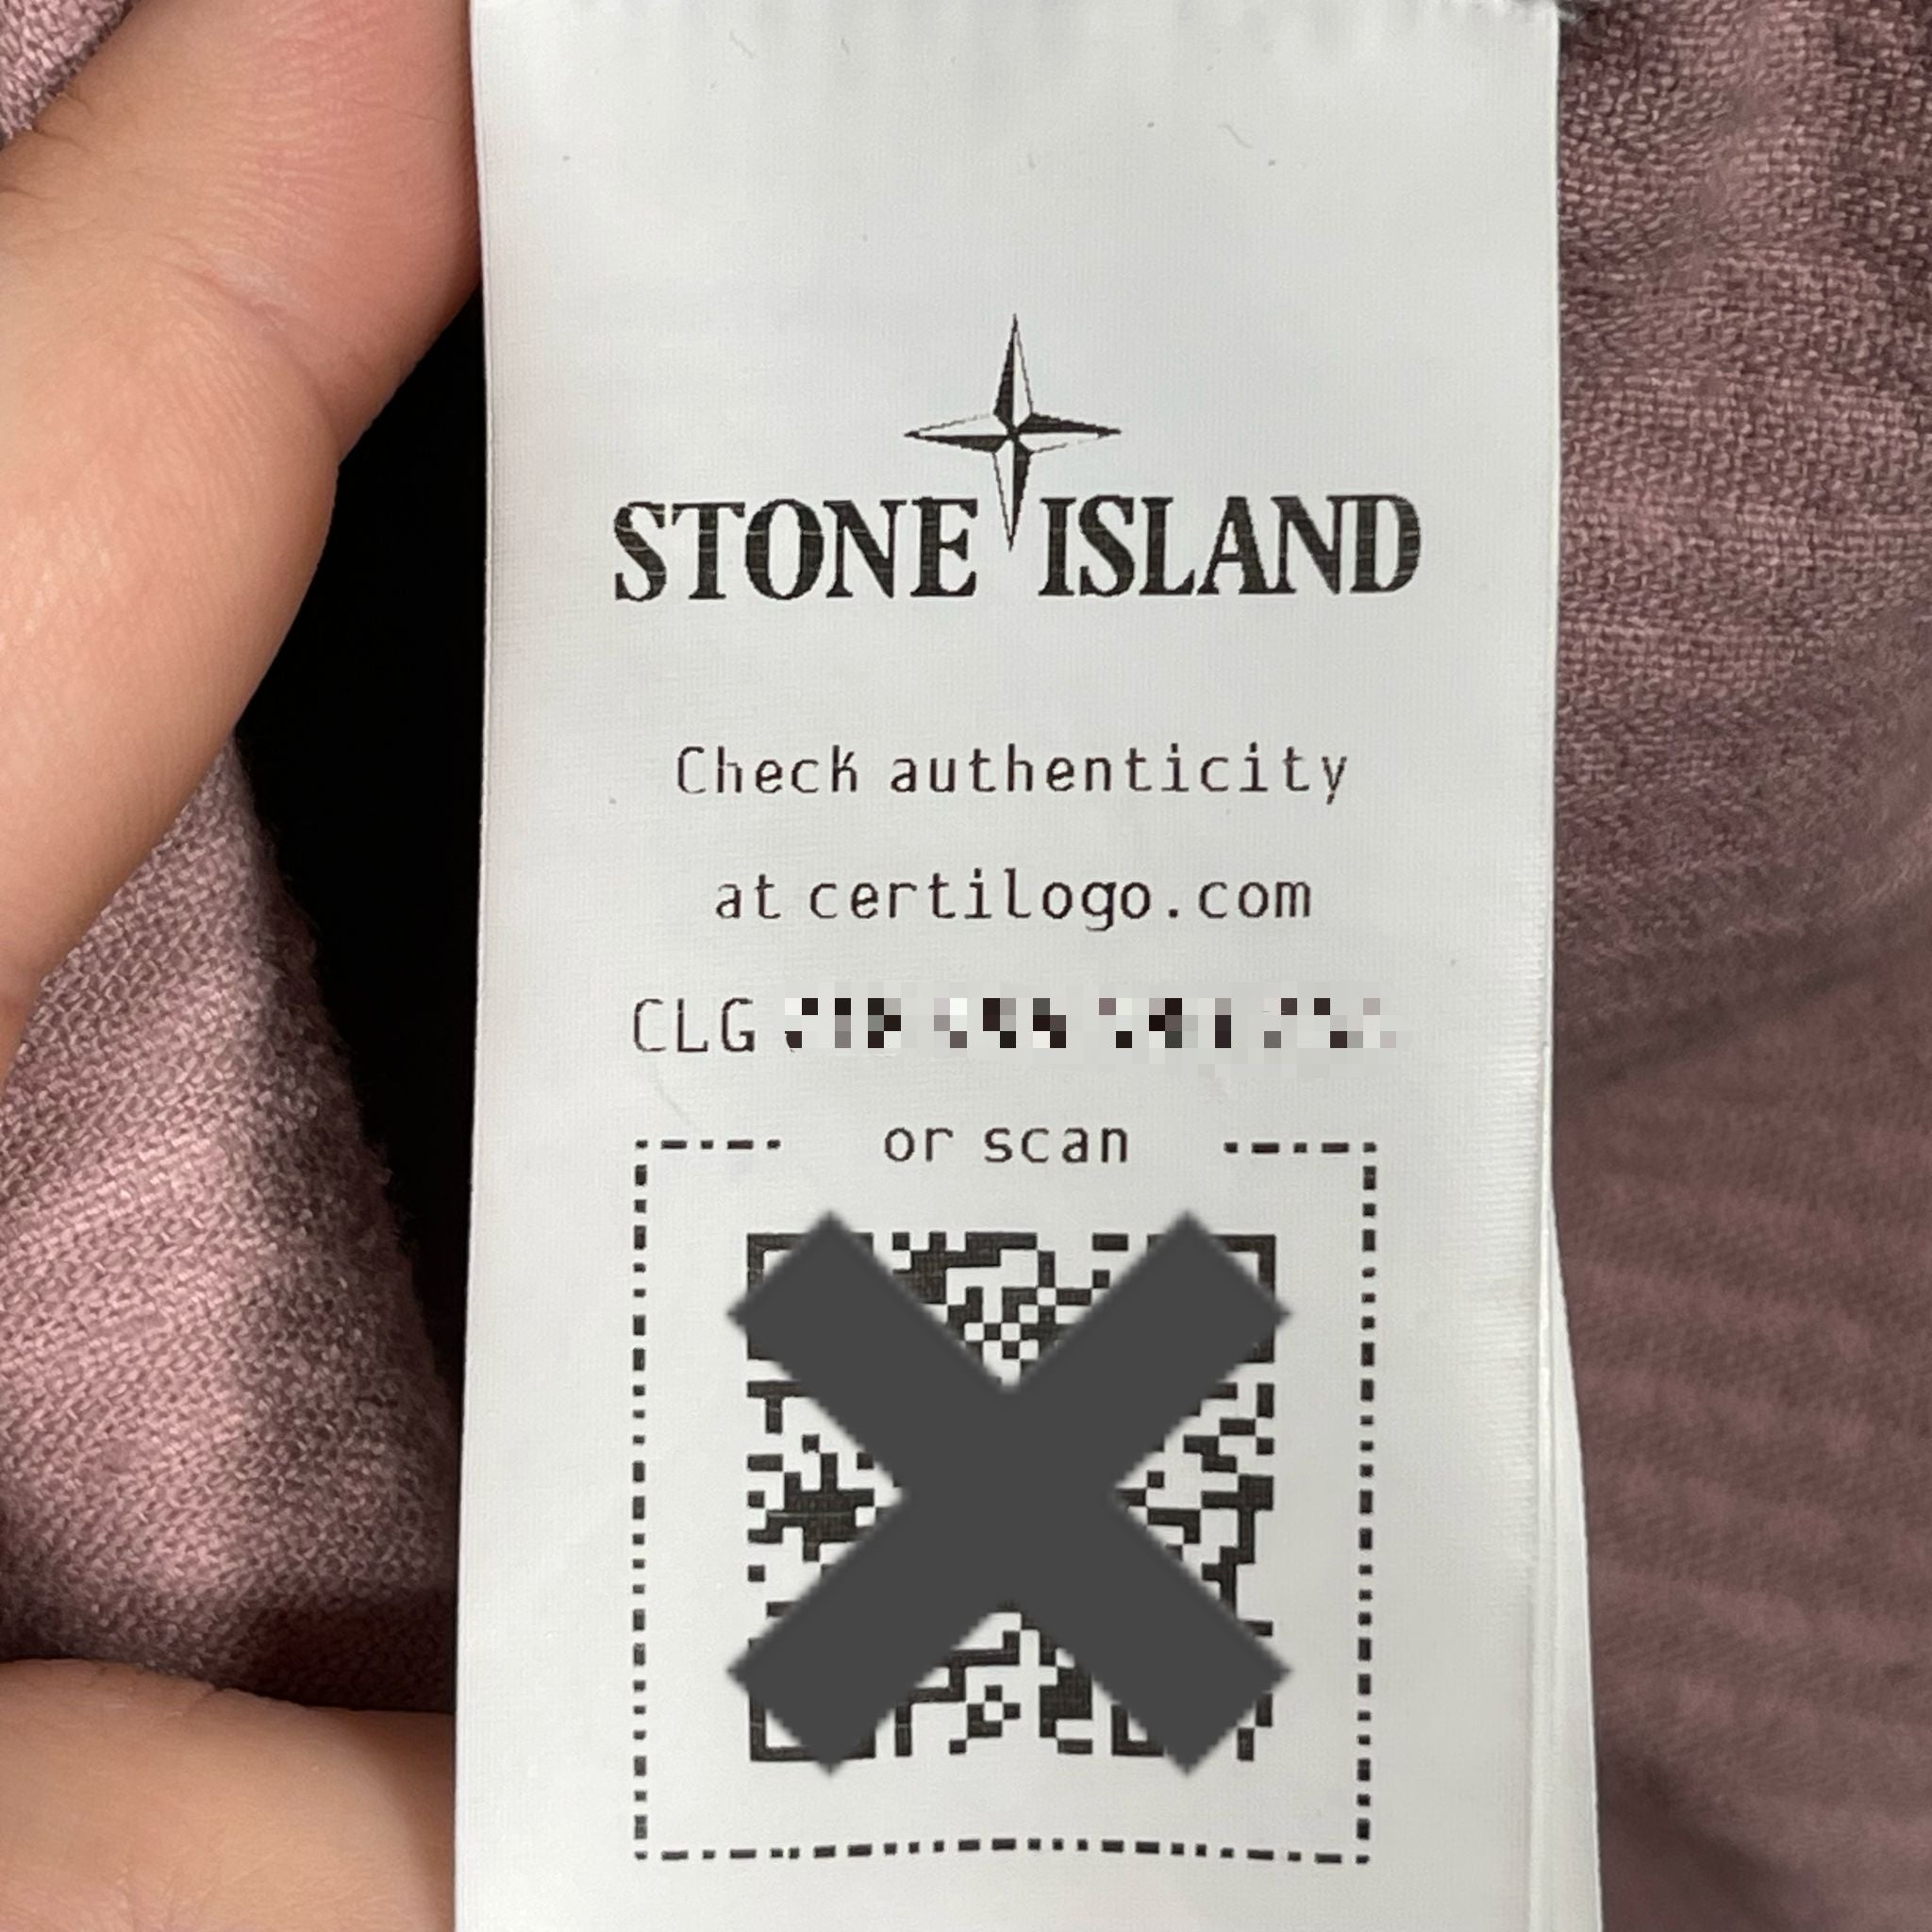 STONE ISLAND
Check authenticity
at certilogo.com
CLG
or scan